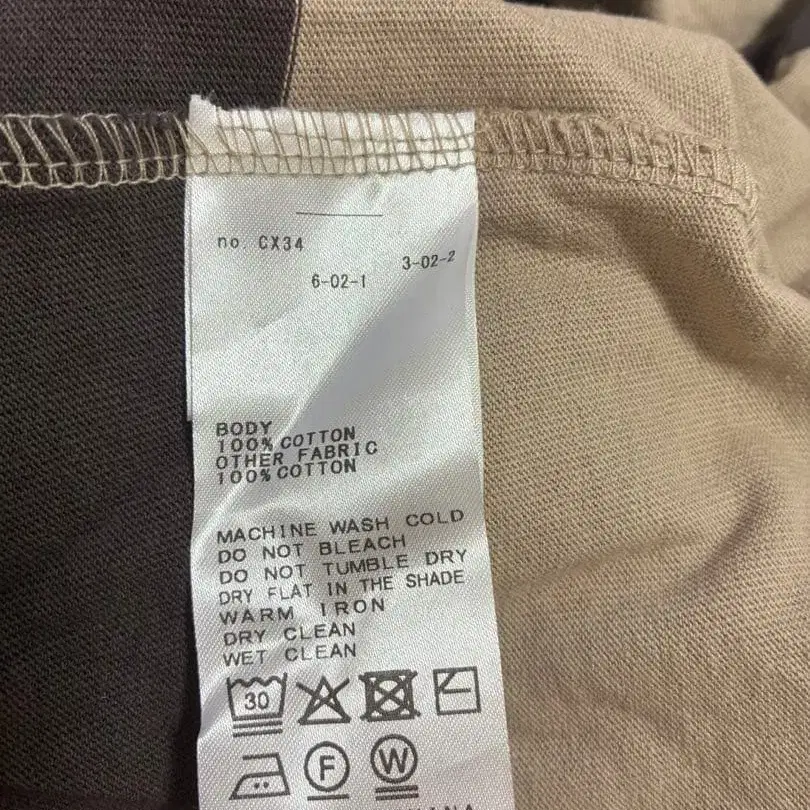 no. CX34
3-02-2
6-02-1
BODY
100% COTTON
OTHER FABRIC
100% COTTON
MACHINE WASH COLD
DO NOT BLEACH
DO NOT TUMBLE DRY
DRY FLAT IN THE SHADE
WARM IRON
DRY CLEAN
WET CLEAN
30
F W